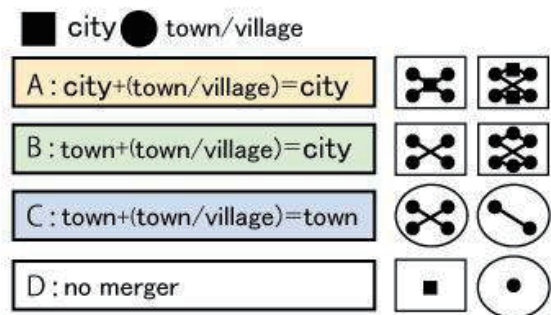 city town/village
A:city+(town/village)=city
B:town+(town/village)=city
C:town+(town/village)=town
D:no merger